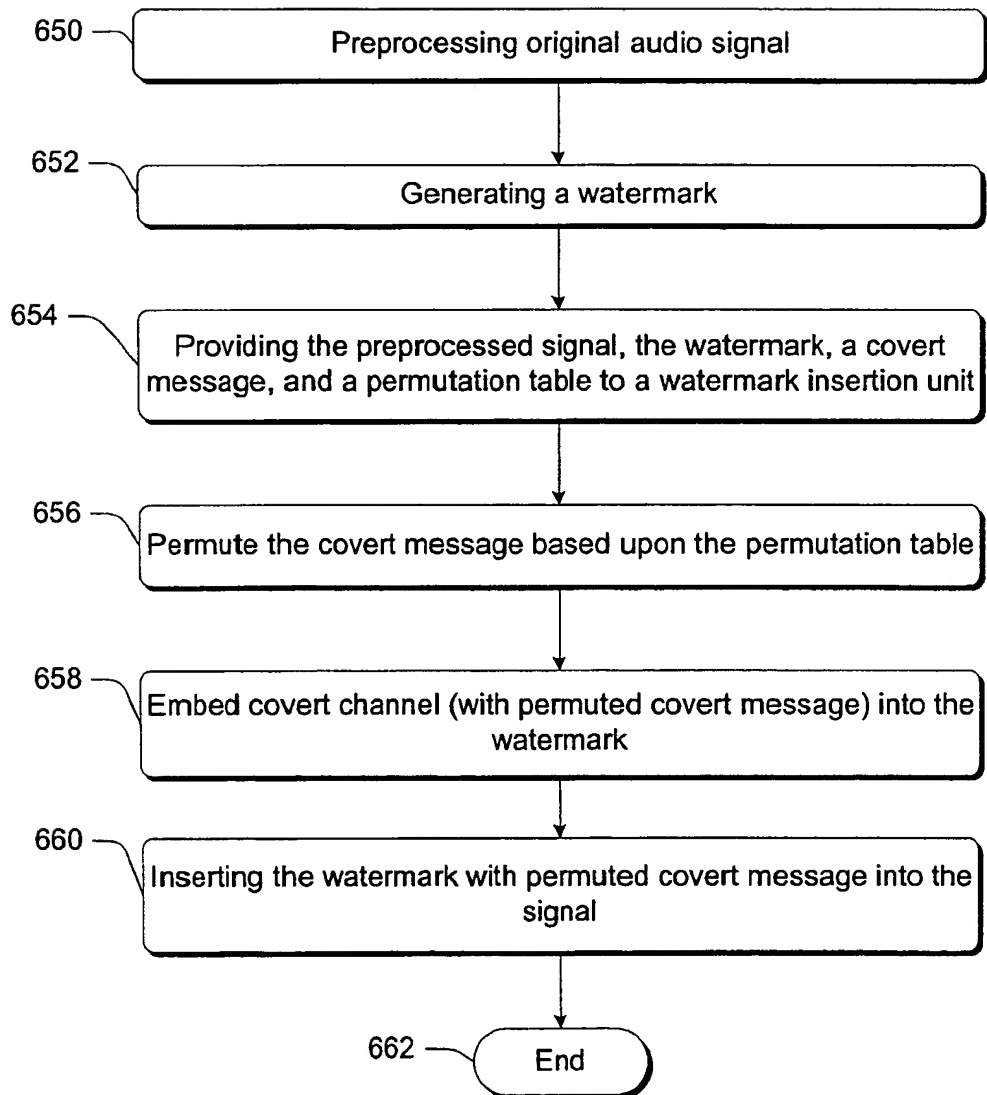 650
Preprocessing original audio signal
652
Generating a watermark
654
Providing the preprocessed signal, the watermark, a covert
message, and a permutation table to a watermark insertion unit
656
Permute the covert message based upon the permutation table
658
Embed covert channel (with permuted covert message) into the
watermark
660
Inserting the watermark with permuted covert message into the
signal
662
End